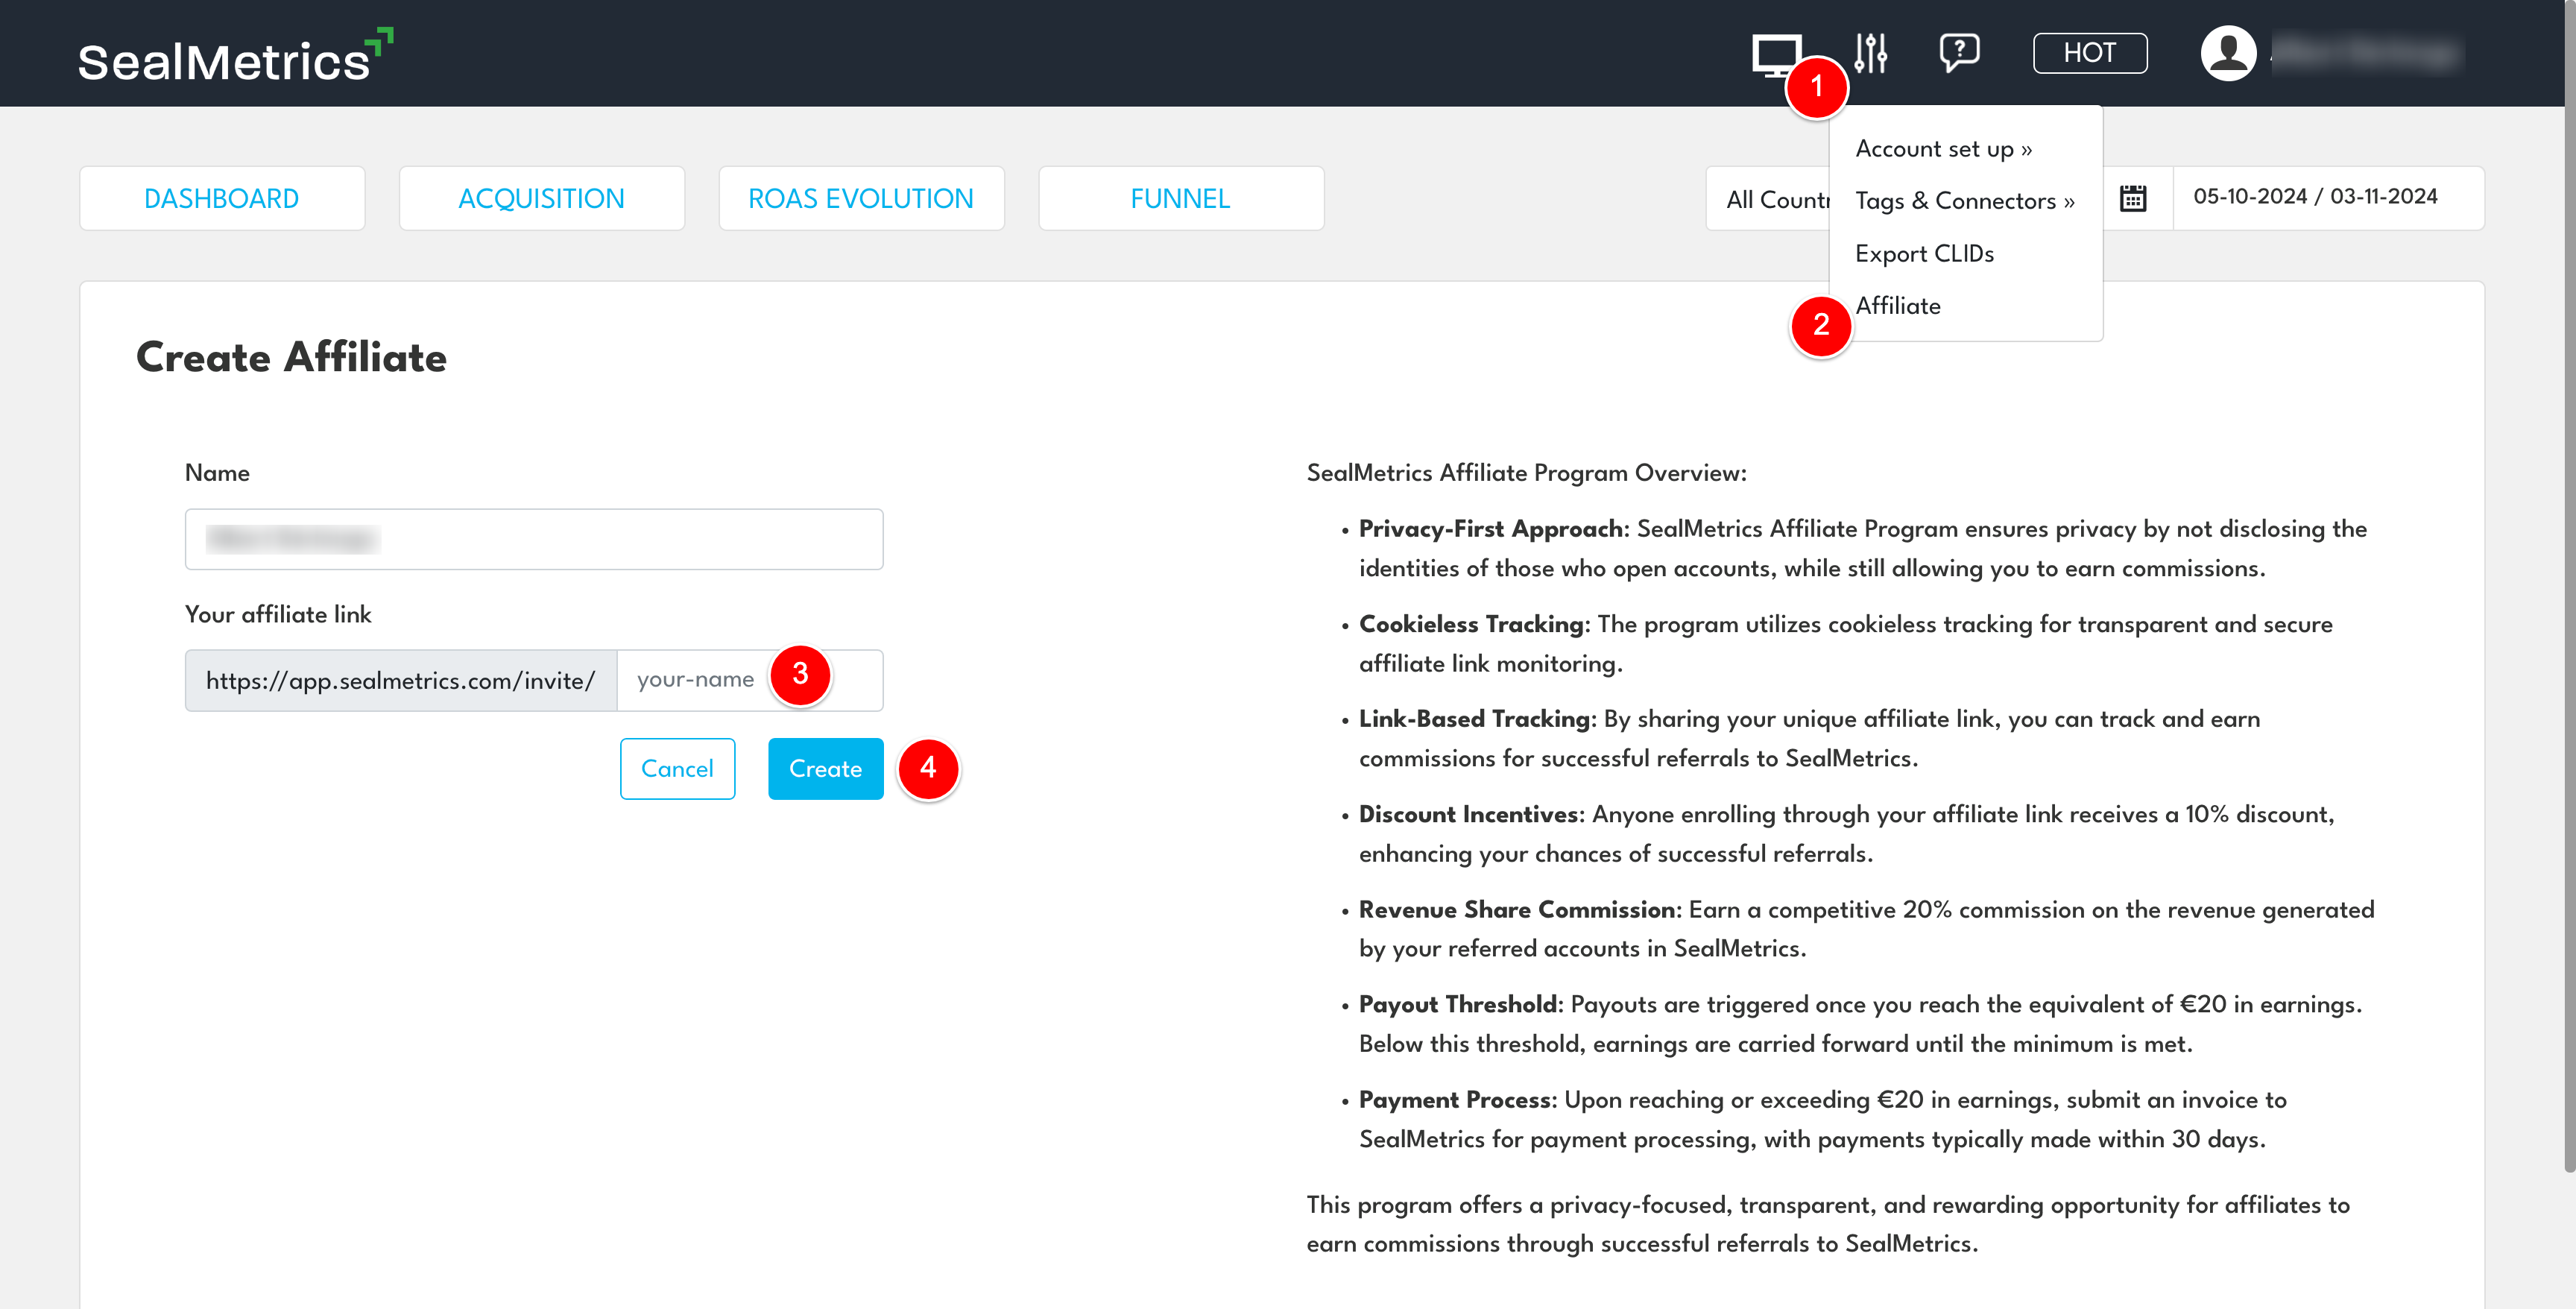 SealMetrics
HOT
1
Account set up »
Tags & Connectors »
Export CLIDs
Affiliate
2
DASHBOARD
ACQUISITION
ROAS EVOLUTION
FUNNEL
All Countr
05-10-2024 / 03-11-2024
Create Affiliate
Name
Your affiliate link
https://app.sealmetrics.com/invite/
your-name
3
Cancel
Create
4
SealMetrics Affiliate Program Overview:
• Privacy-First Approach: SealMetrics Affiliate Program ensures privacy by not disclosing the
identities of those who open accounts, while still allowing you to earn commissions.
• Cookieless Tracking: The program utilizes cookieless tracking for transparent and secure
affiliate link monitoring.
• Link-Based Tracking: By sharing your unique affiliate link, you can track and earn
commissions for successful referrals to SealMetrics.
• Discount Incentives: Anyone enrolling through your affiliate link receives a 10% discount,
enhancing your chances of successful referrals.
• Revenue Share Commission: Earn a competitive 20% commission on the revenue generated
by your referred accounts in SealMetrics.
• Payout Threshold: Payouts are triggered once you reach the equivalent of €20 in earnings.
Below this threshold, earnings are carried forward until the minimum is met.
• Payment Process: Upon reaching or exceeding €20 in earnings, submit an invoice to
SealMetrics for payment processing, with payments typically made within 30 days.
This program offers a privacy-focused, transparent, and rewarding opportunity for affiliates to
earn commissions through successful referrals to SealMetrics.